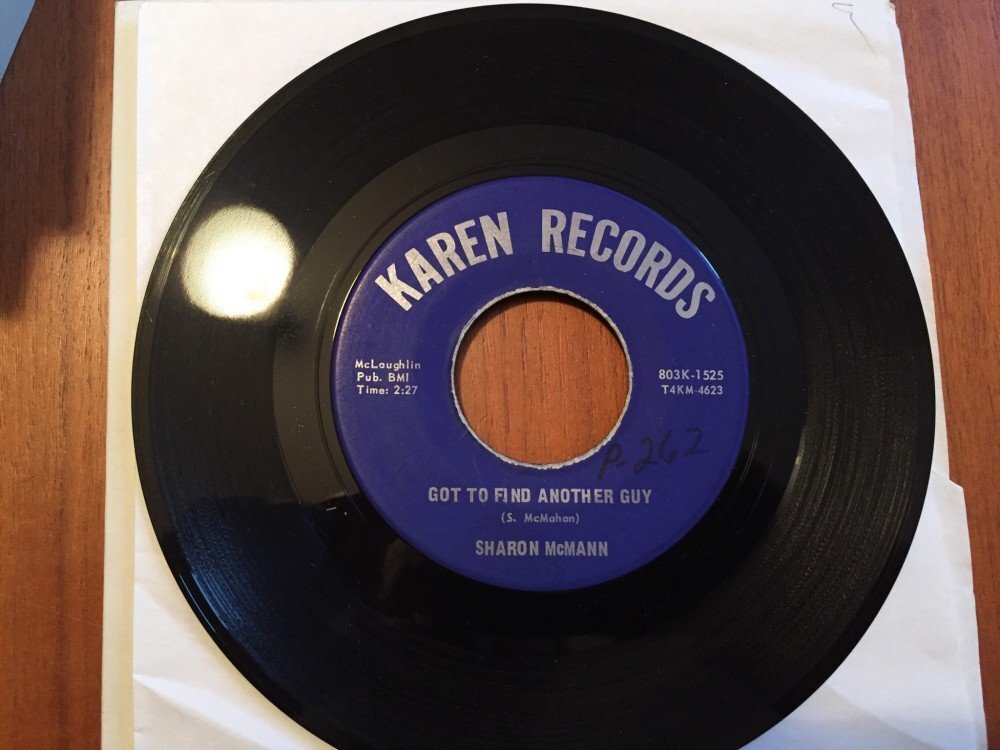 KAREN RECORDS
McLaughlin
Pub. BMI
Time: 2:27
803K-1525
T4KM-4623
P-262
GOT TO FIND ANOTHER GUY
(S. McMahan)
SHARON McMANN